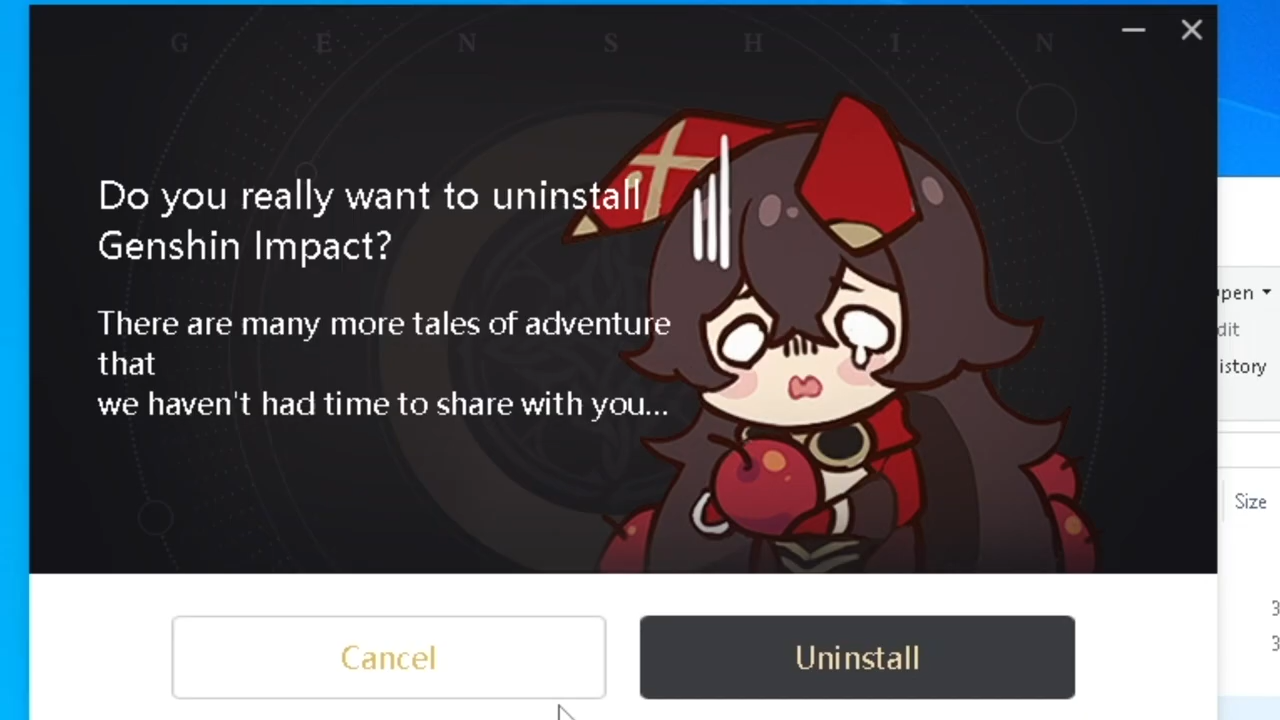 G E N S H I N
Do you really want to uninstall
Genshin Impact?
There are many more tales of adventure
that
we haven't had time to share with you...
Cancel
Uninstall
Size